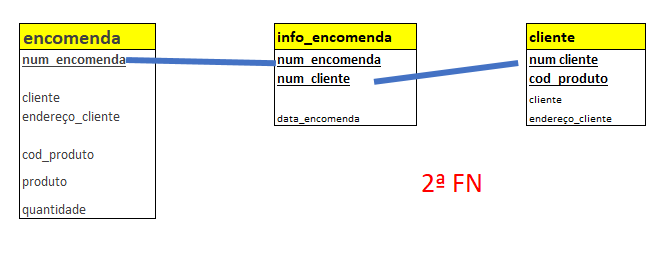 encomenda
num_encomenda
cliente
endereço_cliente
cod_produto
produto
quantidade
info_encomenda
num_encomenda
num_cliente
data_encomenda
cliente
num cliente
cod_produto
cliente
endereço_cliente
2ª FN